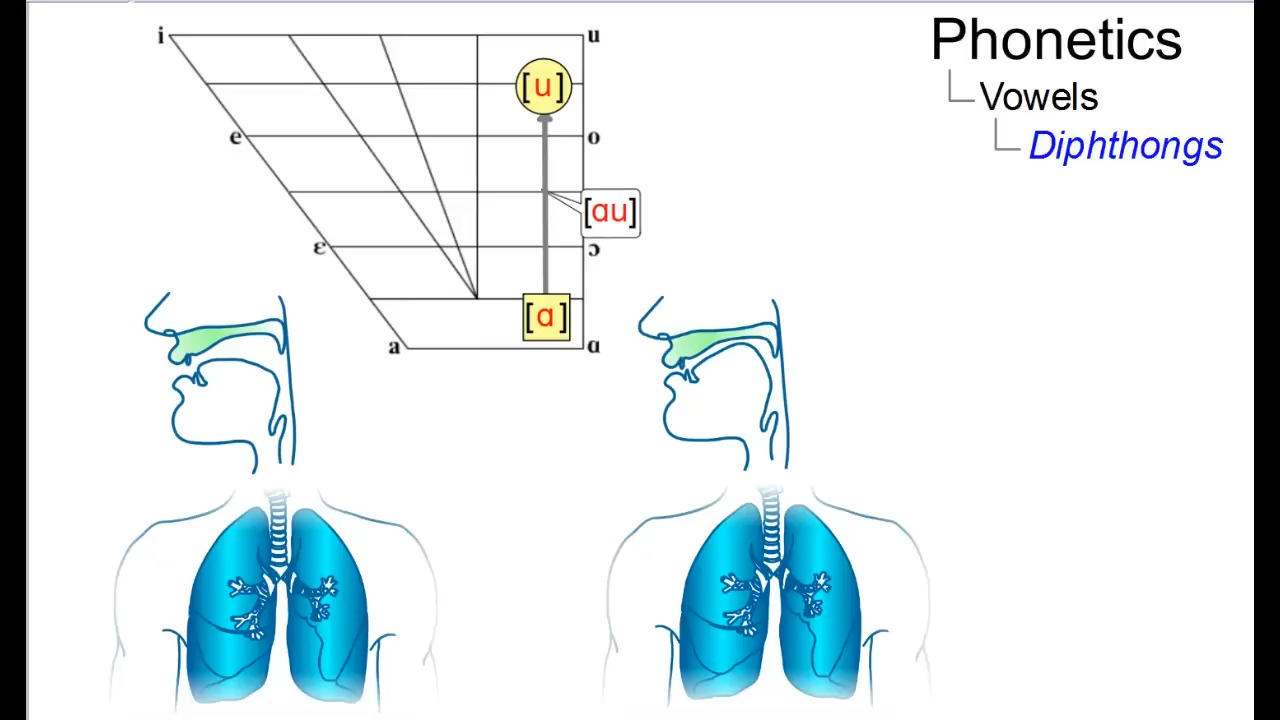 Phonetics
Vowels
Diphthongs
i
u
[u]
e
o
[ɑu]
ɛ
ɔ
[ɑ]
a
ɑ